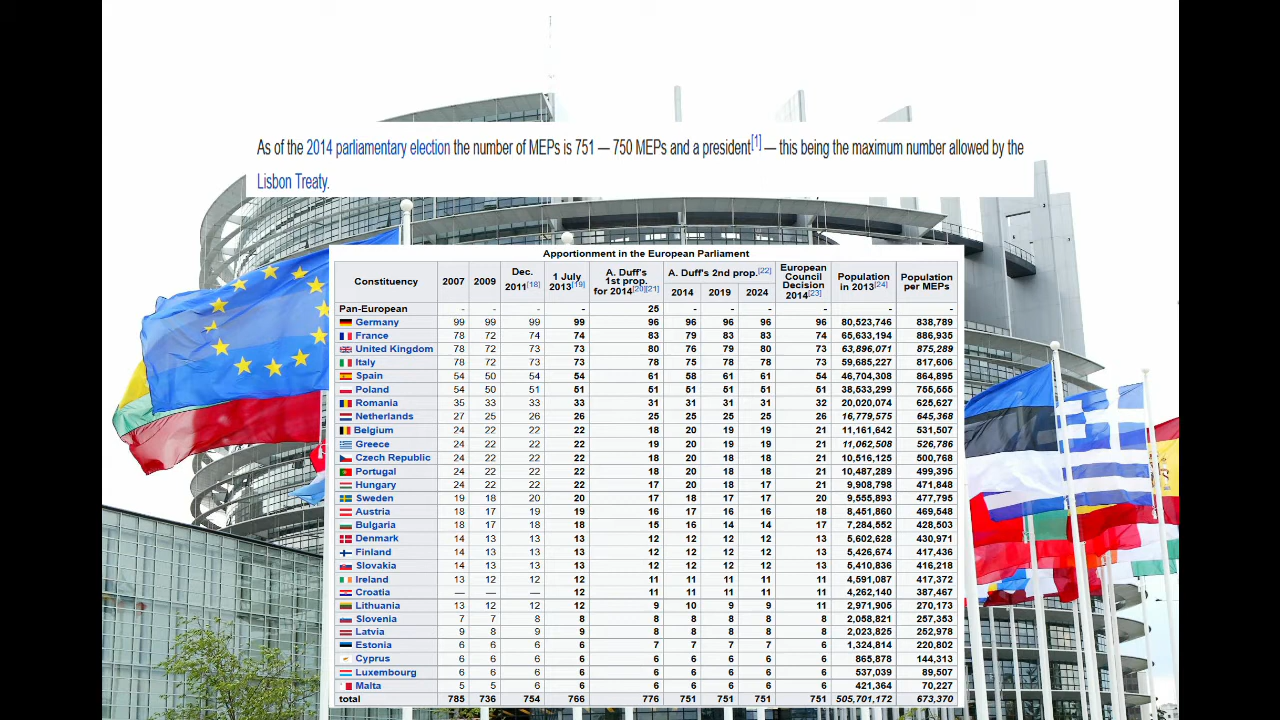 As of the 2014 parliamentary election the number of MEPs is 751 — 750 MEPs and a president[1] — this being the maximum number allowed by the
Lisbon Treaty.
Apportionment in the European Parliament
Constituency 2007 2009 Dec. 2011[18] 1 July 2013[19] A. Duff's 1st prop. for 2014[20][21] A. Duff's 2nd prop.[22] European Council Decision 2014[23] Population in 2013[24] Population per MEPs
2014 2019 2024
Pan-European - - - - 25 - - - - - -
Germany 99 99 99 99 96 96 96 96 96 80,523,746 838,789
France 78 72 74 74 83 79 83 83 74 65,633,194 886,935
United Kingdom 78 72 73 73 80 76 79 80 73 63,896,071 875,289
Italy 78 72 73 73 78 75 78 78 73 59,685,227 817,606
Spain 54 50 54 54 61 58 61 61 54 46,704,308 864,895
Poland 54 50 51 51 51 51 51 51 51 38,533,299 755,555
Romania 35 33 33 33 31 31 31 31 32 20,020,074 625,627
Netherlands 27 25 26 26 25 25 25 25 26 16,779,575 645,368
Belgium 24 22 22 22 18 20 19 19 21 11,161,642 531,507
Greece 24 22 22 22 19 20 19 19 21 11,062,508 526,786
Czech Republic 24 22 22 22 18 20 18 18 21 10,516,125 500,768
Portugal 24 22 22 22 18 20 18 18 21 10,487,289 499,395
Hungary 24 22 22 22 17 20 18 17 21 9,908,798 471,848
Sweden 19 18 20 20 17 18 17 17 20 9,555,893 477,795
Austria 18 17 19 19 16 17 16 16 18 8,451,860 469,548
Bulgaria 18 17 18 18 15 16 14 14 17 7,284,552 428,503
Denmark 14 13 13 13 12 12 12 12 13 5,602,628 430,971
Finland 14 13 13 13 12 12 12 12 13 5,426,674 417,436
Slovakia 14 13 13 13 12 12 12 12 13 5,410,836 416,218
Ireland 13 12 12 12 11 11 11 11 11 4,591,087 417,372
Croatia — — — 12 11 11 11 11 11 4,262,140 387,467
Lithuania 13 12 12 12 9 10 9 9 11 2,971,905 270,173
Slovenia 7 7 8 8 8 8 8 8 8 2,058,821 257,353
Latvia 9 8 9 9 8 8 8 8 8 2,023,825 252,978
Estonia 6 6 6 6 7 7 7 7 6 1,324,814 220,802
Cyprus 6 6 6 6 6 6 6 6 6 865,878 144,313
Luxembourg 6 6 6 6 6 6 6 6 6 537,039 89,507
Malta 5 5 6 6 6 6 6 6 6 421,364 70,227
total 785 736 754 766 776 751 751 751 751 505,701,172 673,370